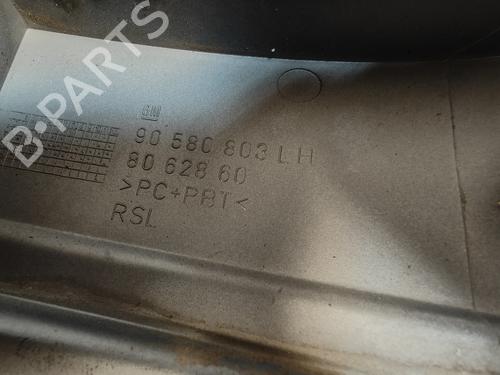 GM
90 580 803 LH
80 628 60
>PC+PBT<
RSL
B-PARTS